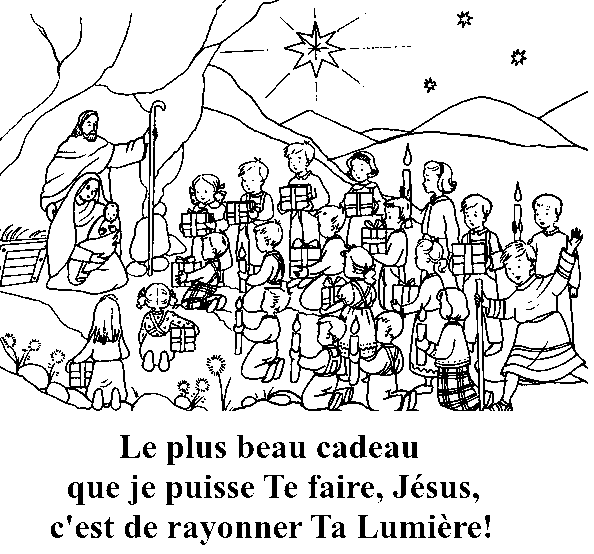 Le plus beau cadeau
que je puisse Te faire, Jésus,
c'est de rayonner Ta Lumière!